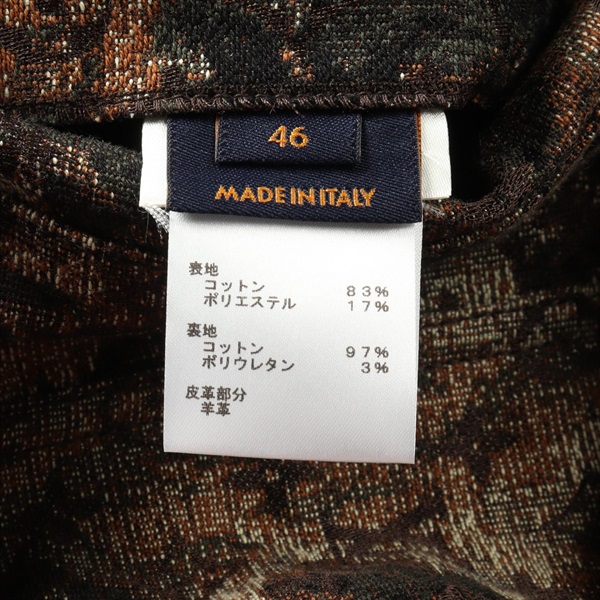 46
MADE IN ITALY
表地
コットン 83%
ポリエステル 17%
裏地
コットン 97%
ポリウレタン 3%
皮革部分
羊革